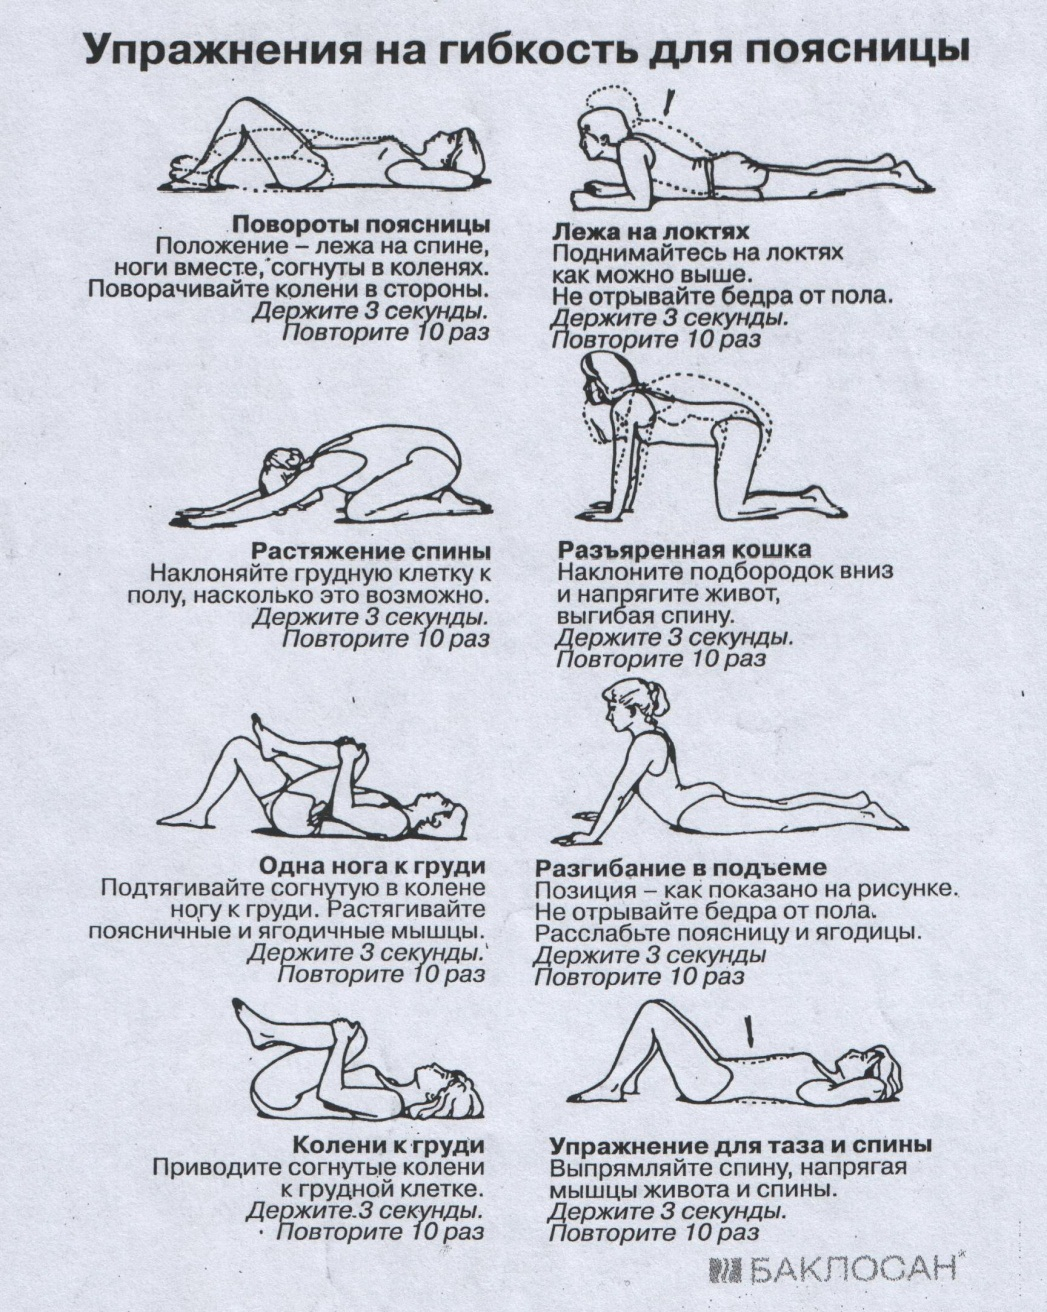 Упражнения на гибкость для поясницы
Повороты поясницы
Положение – лежа на спине,
ноги вместе, согнуты в коленях.
Поворачивайте колени в стороны.
Держите 3 секунды.
Повторите 10 раз
Лежа на локтях
Поднимайтесь на локтях
как можно выше.
Не отрывайте бедра от пола.
Держите 3 секунды.
Повторите 10 раз
Растяжение спины
Наклоняйте грудную клетку к
полу, насколько это возможно.
Держите 3 секунды.
Повторите 10 раз
Разъяренная кошка
Наклоните подбородок вниз
и напрягите живот,
выгибая спину.
Держите 3 секунды.
Повторите 10 раз
Одна нога к груди
Подтягивайте согнутую в колене
ногу к груди. Растягивайте
поясничные и ягодичные мышцы.
Держите 3 секунды.
Повторите 10 раз
Разгибание в подъеме
Позиция – как показано на рисунке.
Не отрывайте бедра от пола.
Расслабьте поясницу и ягодицы.
Держите 3 секунды
Повторите 10 раз
Колени к груди
Приводите согнутые колени
к грудной клетке.
Держите 3 секунды.
Повторите 10 раз
Упражнение для таза и спины
Выпрямляйте спину, напрягая
мышцы живота и спины.
Держите 3 секунды.
Повторите 10 раз
БАКЛОСАН